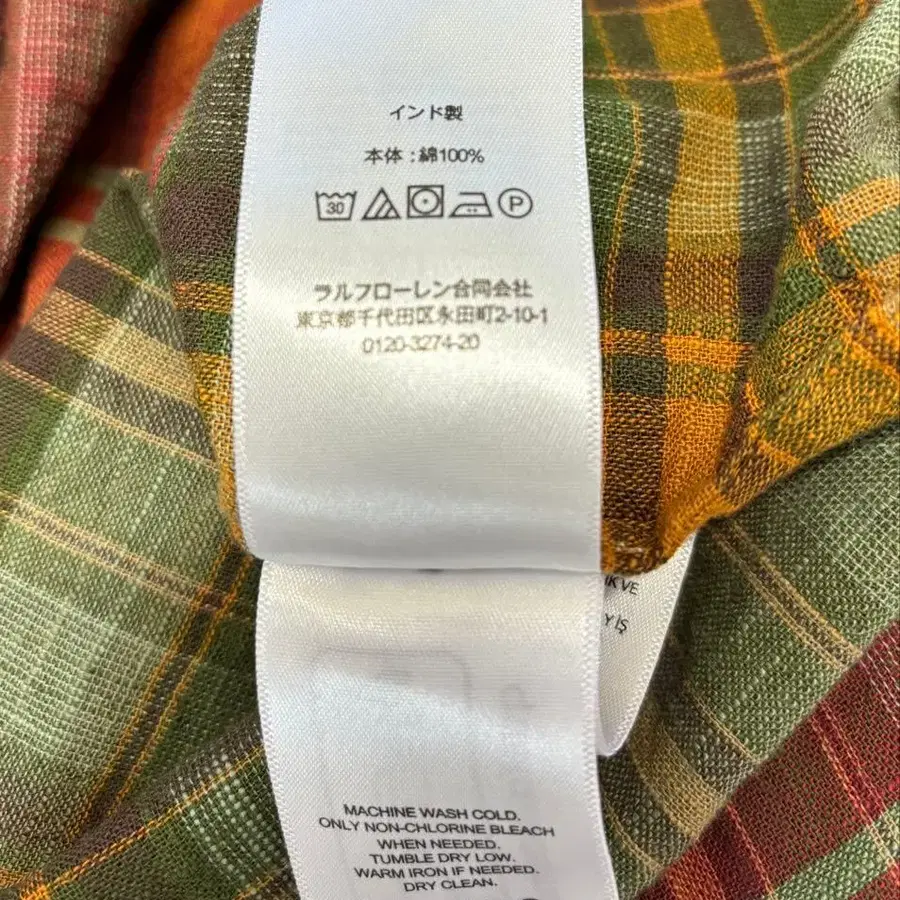 インド製
本体 : 綿100%
30 P
ラルフローレン合同会社
東京都千代田区永田町2-10-1
0120-3274-20
VE
Y İŞ
MACHINE WASH COLD.
ONLY NON-CHLORINE BLEACH
WHEN NEEDED.
TUMBLE DRY LOW.
WARM IRON IF NEEDED.
DRY CLEAN.